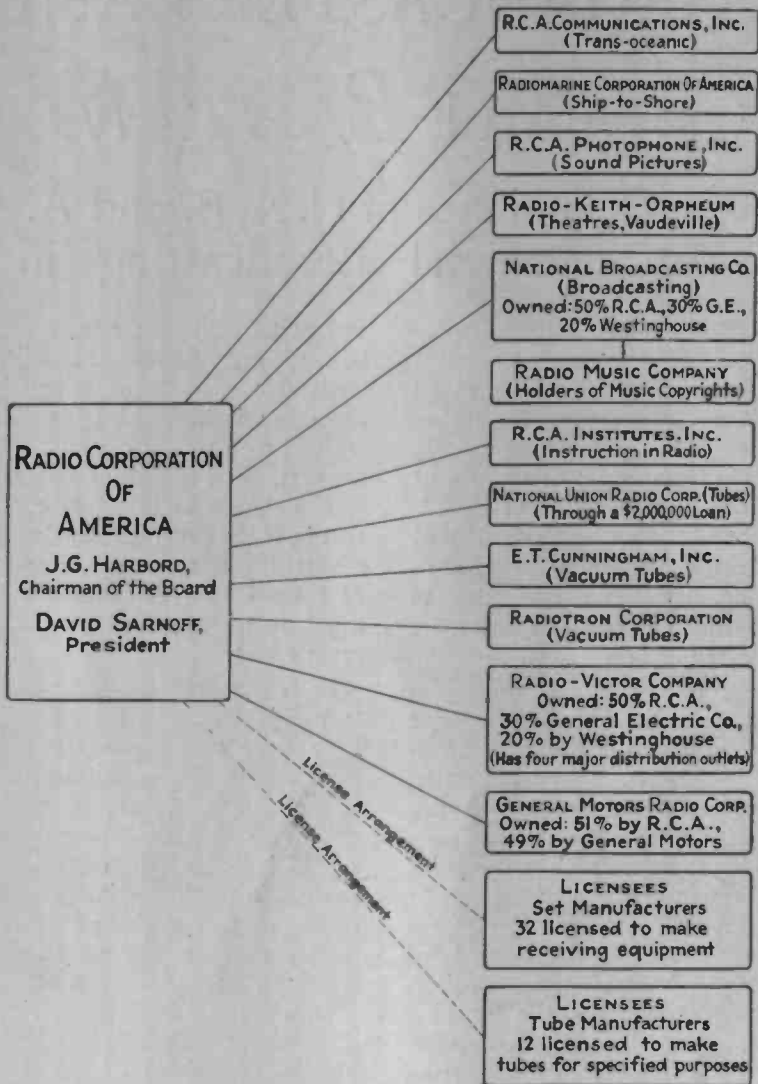 R.C.A. COMMUNICATIONS, INC.
(Trans-oceanic)
RADIOMARINE CORPORATION OF AMERICA
(Ship-to-Shore)
R.C.A. PHOTOPHONE, INC.
(Sound Pictures)
RADIO-KEITH-ORPHEUM
(Theatres, Vaudeville)
NATIONAL BROADCASTING Co.
(Broadcasting)
Owned: 50% R.C.A., 30% G.E.,
20% Westinghouse
RADIO MUSIC COMPANY
(Holders of Music Copyrights)
RADIO CORPORATION
OF
AMERICA
J.G. HARBORD,
Chairman of the Board
DAVID SARNOFF,
President
R.C.A. INSTITUTES. INC.
(Instruction in Radio)
NATIONAL UNION RADIO CORP. (Tubes)
(Through a $2,000,000 Loan)
E.T. CUNNINGHAM, INC.
(Vacuum Tubes)
RADIOTRON CORPORATION
(Vacuum Tubes)
RADIO-VICTOR COMPANY
Owned: 50% R.C.A.,
30% General Electric Co.,
20% by Westinghouse
(Has four major distribution outlets)
GENERAL MOTORS RADIO CORP.
Owned: 51% by R.C.A.,
49% by General Motors
License Arrangement
License Arrangement
LICENSEES
Set Manufacturers
32 licensed to make
receiving equipment
LICENSEES
Tube Manufacturers
12 licensed to make
tubes for specified purposes